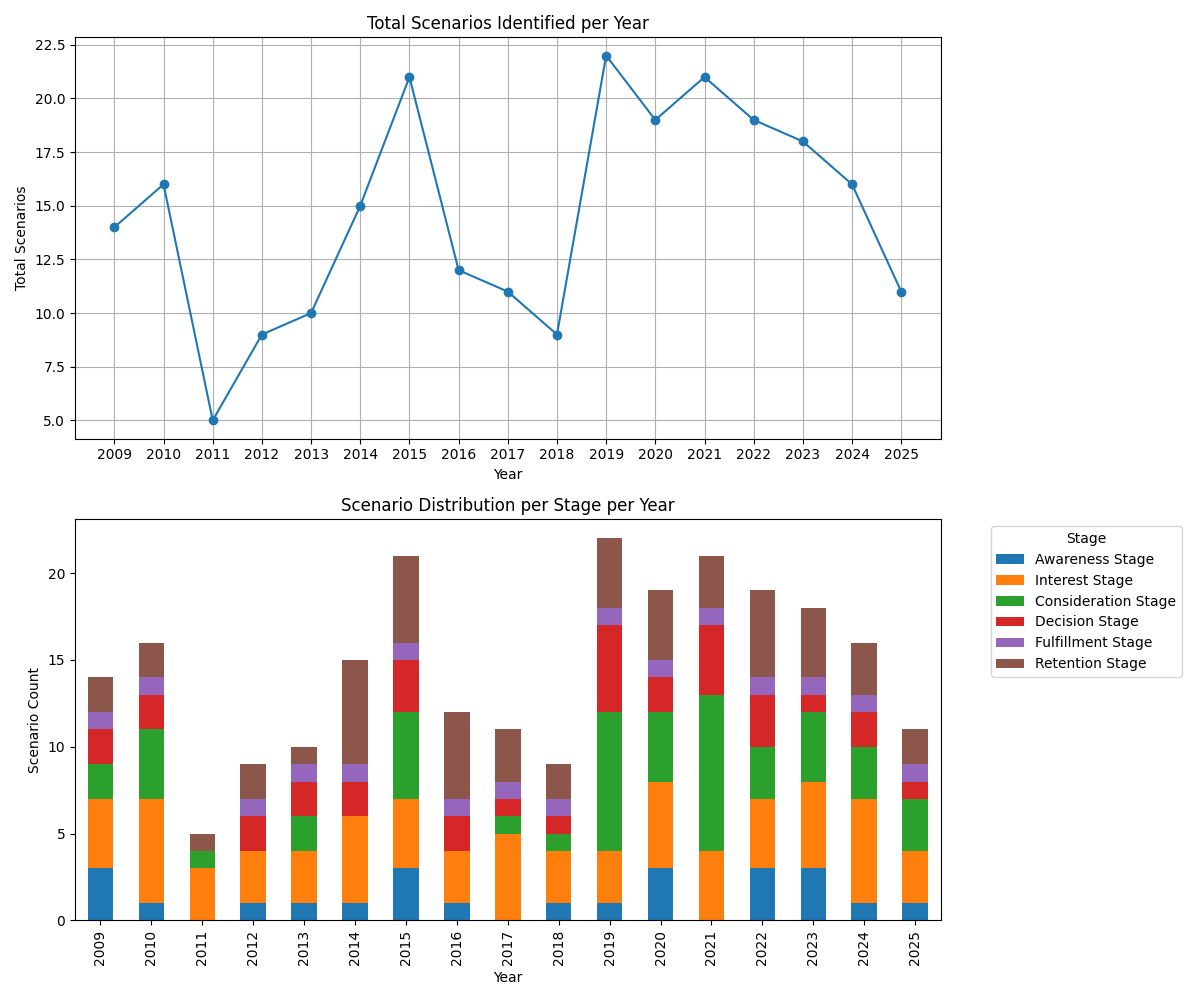 Total Scenarios Identified per Year
22.5
20.0
17.5
15.0
12.5
10.0
7.5
5.0
Total Scenarios
2009 2010 2011 2012 2013 2014 2015 2016 2017 2018 2019 2020 2021 2022 2023 2024 2025
Year
Scenario Distribution per Stage per Year
20
15
10
5
0
Scenario Count
2009 2010 2011 2012 2013 2014 2015 2016 2017 2018 2019 2020 2021 2022 2023 2024 2025
Year
Stage
Awareness Stage
Interest Stage
Consideration Stage
Decision Stage
Fulfillment Stage
Retention Stage